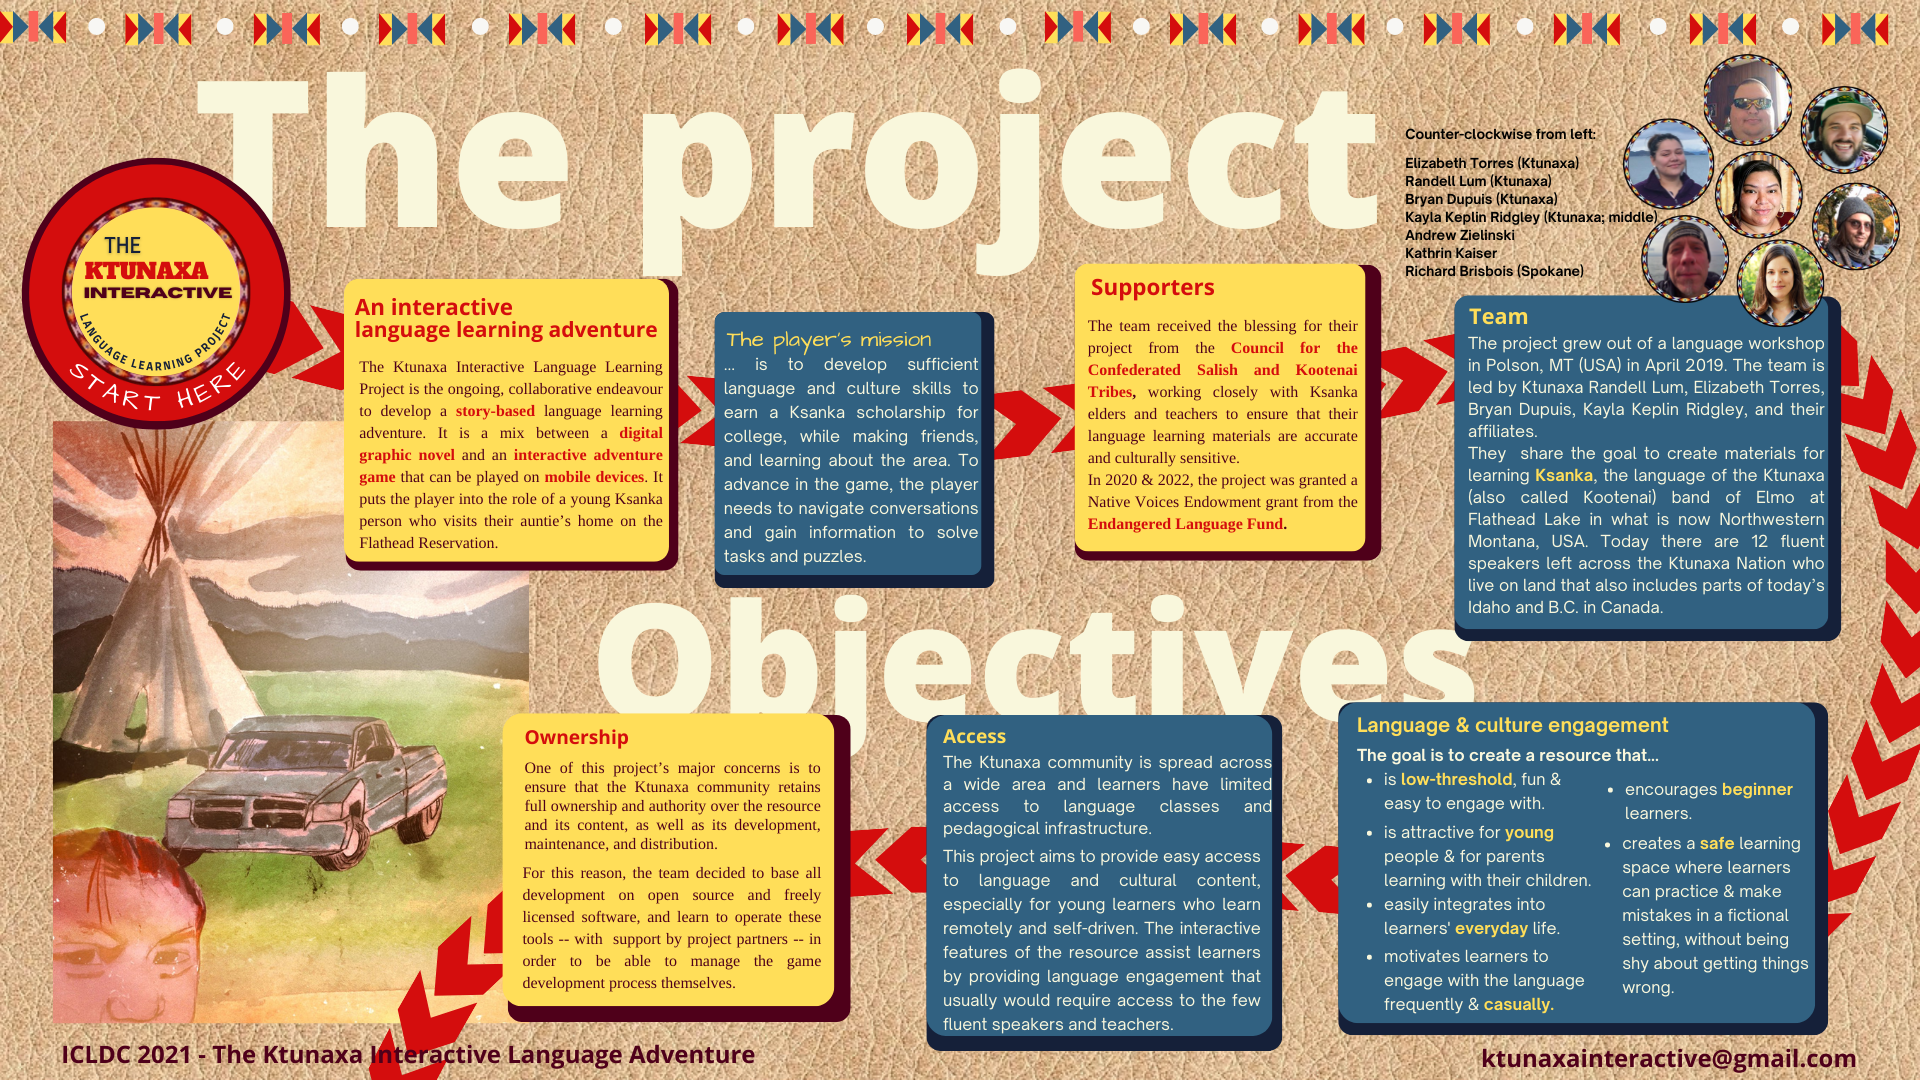 The project
Counter-clockwise from left:
Elizabeth Torres (Ktunaxa)
Randell Lum (Ktunaxa)
Bryan Dupuis (Ktunaxa)
Kayla Keplin Ridgley (Ktunaxa; middle)
Andrew Zielinski
Kathrin Kaiser
Richard Brisbois (Spokane)
THE
KTUNAXA
INTERACTIVE
LANGUAGE LEARNING PROJECT
START HERE
An interactive
language learning adventure
The Ktunaxa Interactive Language Learning
Project is the ongoing, collaborative endeavour
to develop a story-based language learning
adventure. It is a mix between a digital
graphic novel and an interactive adventure
game that can be played on mobile devices. It
puts the player into the role of a young Ksanka
person who visits their auntie's home on the
Flathead Reservation.
The player's mission
... is to develop sufficient
language and culture skills to
earn a Ksanka scholarship for
college, while making friends,
and learning about the area. To
advance in the game, the player
needs to navigate conversations
and gain information to solve
tasks and puzzles.
Supporters
The team received the blessing for their
project from the Council for the
Confederated Salish and Kootenai
Tribes, working closely with Ksanka
elders and teachers to ensure that their
language learning materials are accurate
and culturally sensitive.
In 2020 & 2022, the project was granted a
Native Voices Endowment grant from the
Endangered Language Fund.
Team
The project grew out of a language workshop
in Polson, MT (USA) in April 2019. The team is
led by Ktunaxa Randell Lum, Elizabeth Torres,
Bryan Dupuis, Kayla Keplin Ridgley, and their
affiliates.
They  share the goal to create materials for
learning Ksanka, the language of the Ktunaxa
(also called Kootenai) band of Elmo at
Flathead Lake in what is now Northwestern
Montana, USA. Today there are 12 fluent
speakers left across the Ktunaxa Nation who
live on land that also includes parts of today's
Idaho and B.C. in Canada.
Objectives
Language & culture engagement
The goal is to create a resource that...
• is low-threshold, fun &
easy to engage with.
• is attractive for young
people & for parents
learning with their children.
• easily integrates into
learners' everyday life.
• motivates learners to
engage with the language
frequently & casually.
• encourages beginner
learners.
• creates a safe learning
space where learners
can practice & make
mistakes in a fictional
setting, without being
shy about getting things
wrong.
Access
The Ktunaxa community is spread across
a wide area and learners have limited
access to language classes and
pedagogical infrastructure.
This project aims to provide easy access
to language and cultural content,
especially for young learners who learn
remotely and self-driven. The interactive
features of the resource assist learners
by providing language engagement that
usually would require access to the few
fluent speakers and teachers.
Ownership
One of this project's major concerns is to
ensure that the Ktunaxa community retains
full ownership and authority over the resource
and its content, as well as its development,
maintenance, and distribution.
For this reason, the team decided to base all
development on open source and freely
licensed software, and learn to operate these
tools -- with  support by project partners -- in
order to be able to manage the game
development process themselves.
ICLDC 2021 - The Ktunaxa Interactive Language Adventure
ktunaxainteractive@gmail.com